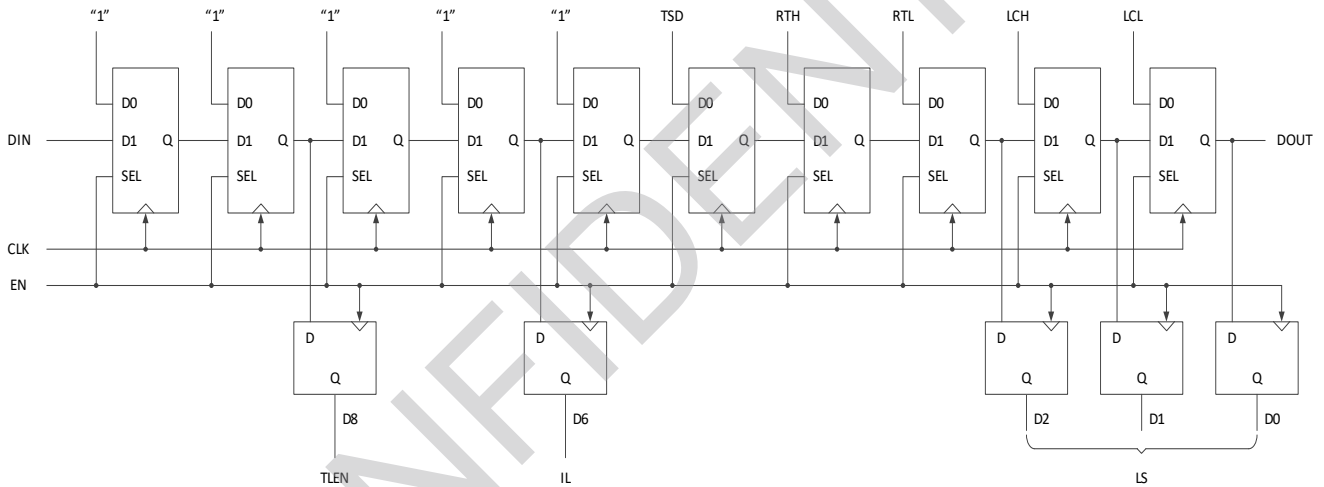 “1” “1” “1” “1” “1” TSD RTH RTL LCH LCL
D0 D0 D0 D0 D0 D0 D0 D0 D0 D0
DIN D1 Q D1 Q D1 Q D1 Q D1 Q D1 Q D1 Q D1 Q D1 Q D1 Q DOUT
SEL SEL SEL SEL SEL SEL SEL SEL SEL SEL
CLK
EN
D D D D D
Q Q Q Q Q
D8 D6 D2 D1 D0
TLEN IL LS
NFIDENT